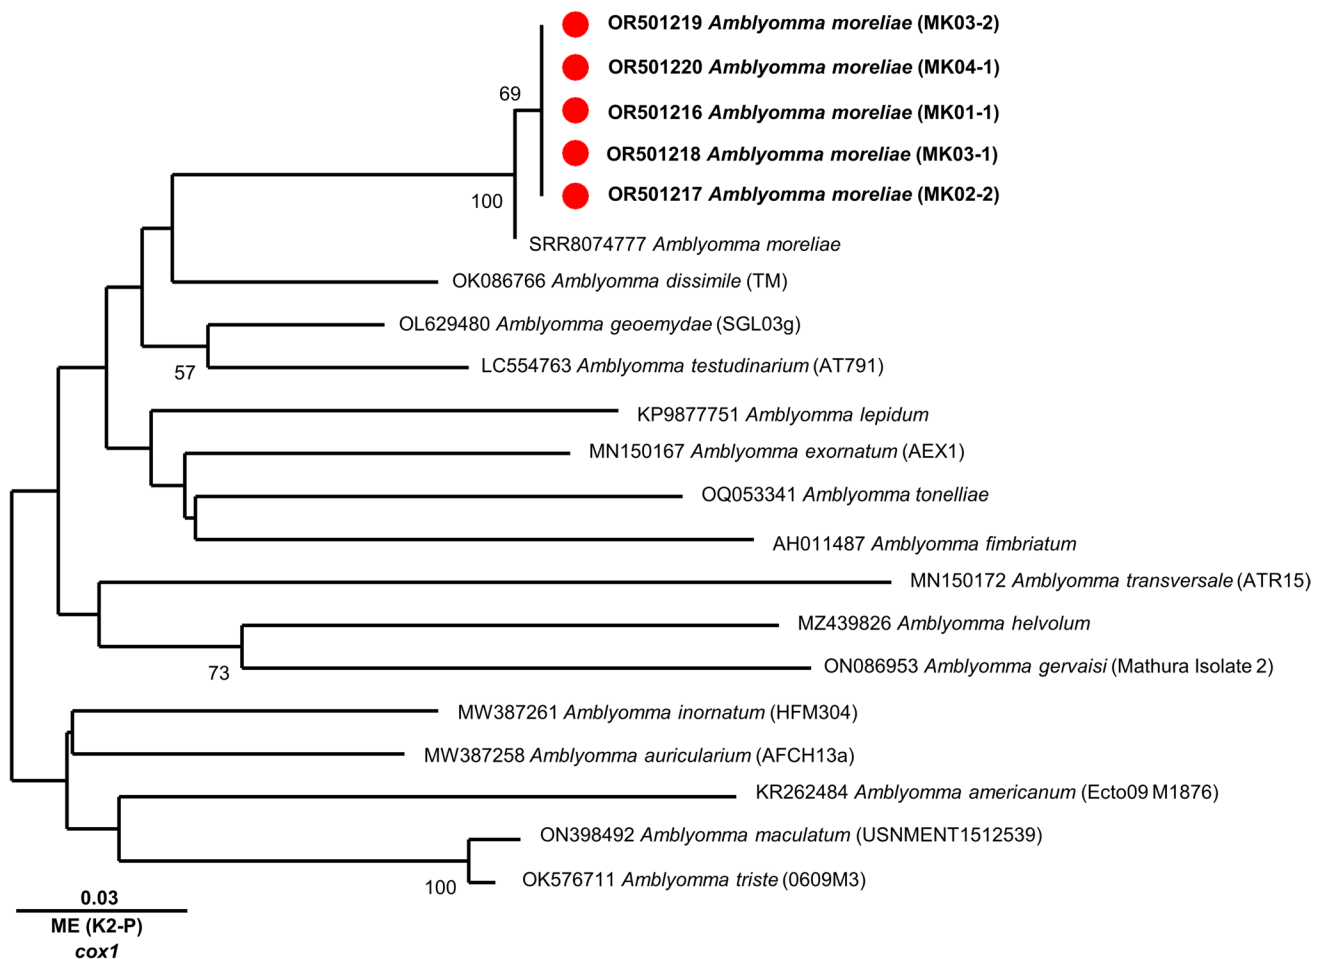 OR501219 Amblyomma moreliae (MK03-2)
69
OR501220 Amblyomma moreliae (MK04-1)
OR501216 Amblyomma moreliae (MK01-1)
OR501218 Amblyomma moreliae (MK03-1)
100
OR501217 Amblyomma moreliae (MK02-2)
SRR8074777 Amblyomma moreliae
OK086766 Amblyomma dissimile (TM)
OL629480 Amblyomma geoemydae (SGL03g)
57
LC554763 Amblyomma testudinarium (AT791)
KP9877751 Amblyomma lepidum
MN150167 Amblyomma exornatum (AEX1)
OQ053341 Amblyomma tonelliae
AH011487 Amblyomma fimbriatum
MN150172 Amblyomma transversale (ATR15)
MZ439826 Amblyomma helvolum
73
ON086953 Amblyomma gervaisi (Mathura Isolate 2)
MW387261 Amblyomma inornatum (HFM304)
MW387258 Amblyomma auricularium (AFCH13a)
KR262484 Amblyomma americanum (Ecto09 M1876)
ON398492 Amblyomma maculatum (USNMENT1512539)
100
OK576711 Amblyomma triste (0609M3)
0.03
ME (K2-P)
cox1